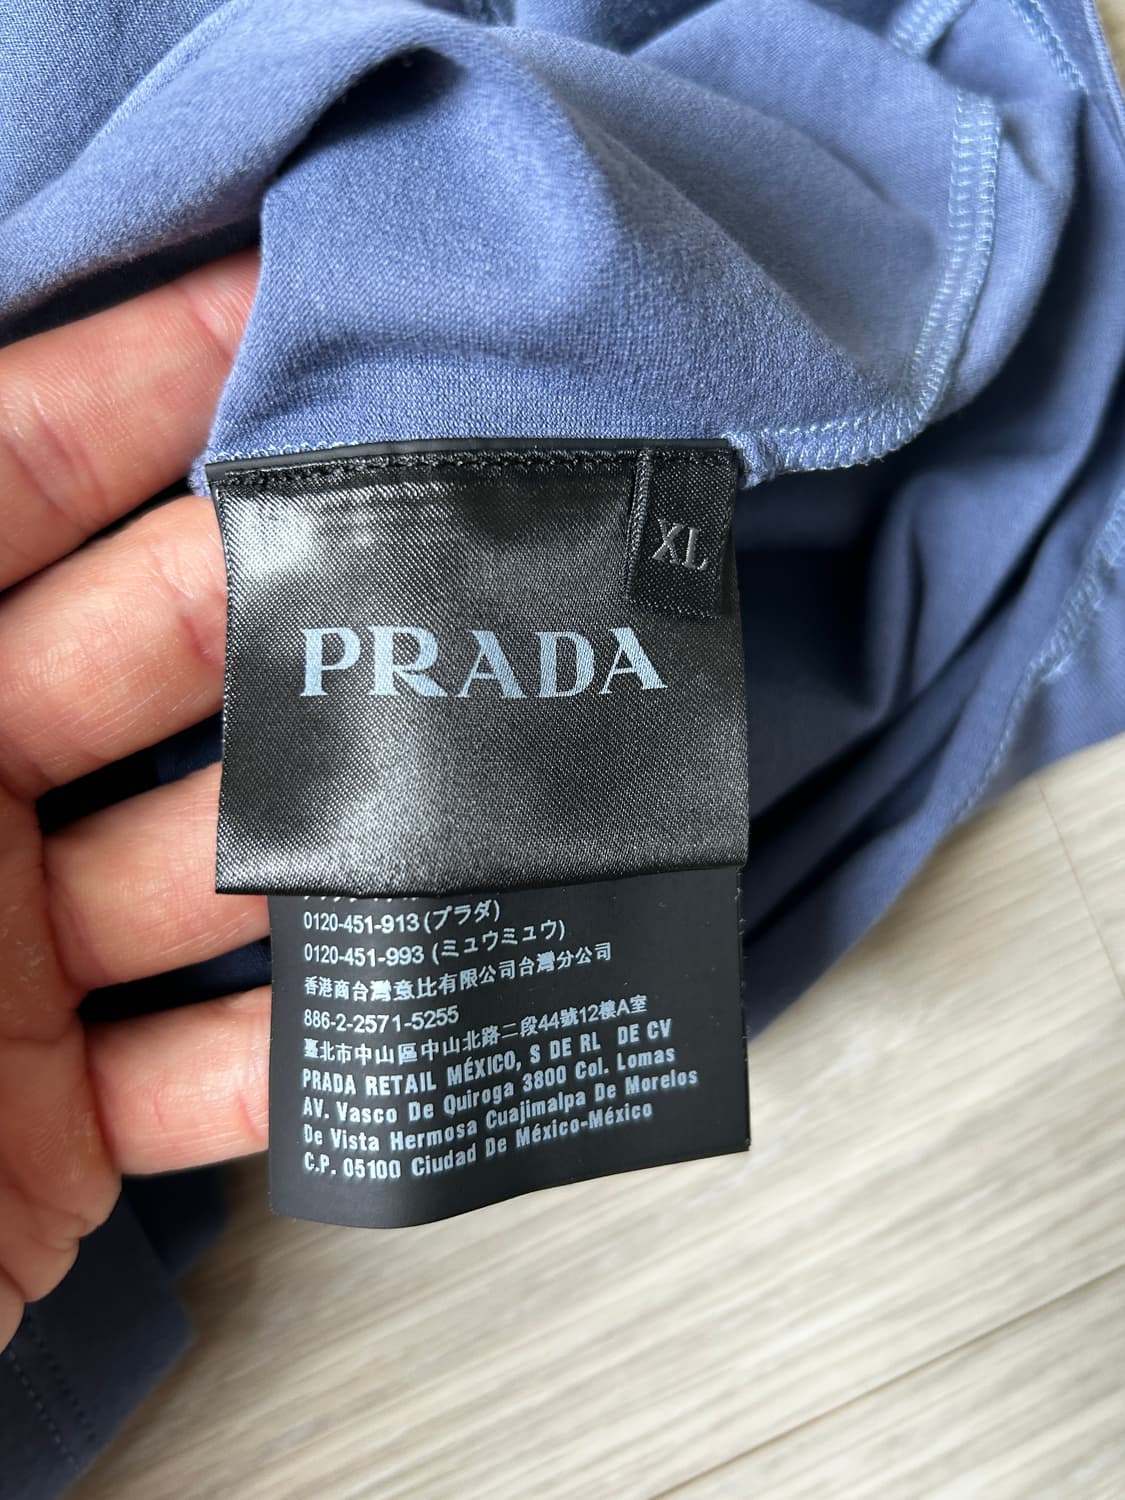 XL
PRADA
0120-451-913 (プラダ)
0120-451-993 (ミュウミュウ)
香港商台灣意比有限公司台灣分公司
886-2-2571-5255
臺北市中山區中山北路二段44號12樓A室
PRADA RETAIL MÉXICO, S DE RL DE CV
AV. Vasco De Quiroga 3800 Col. Lomas
De Vista Hermosa Cuajimalpa De Morelos
C.P. 05100 Ciudad De México-México